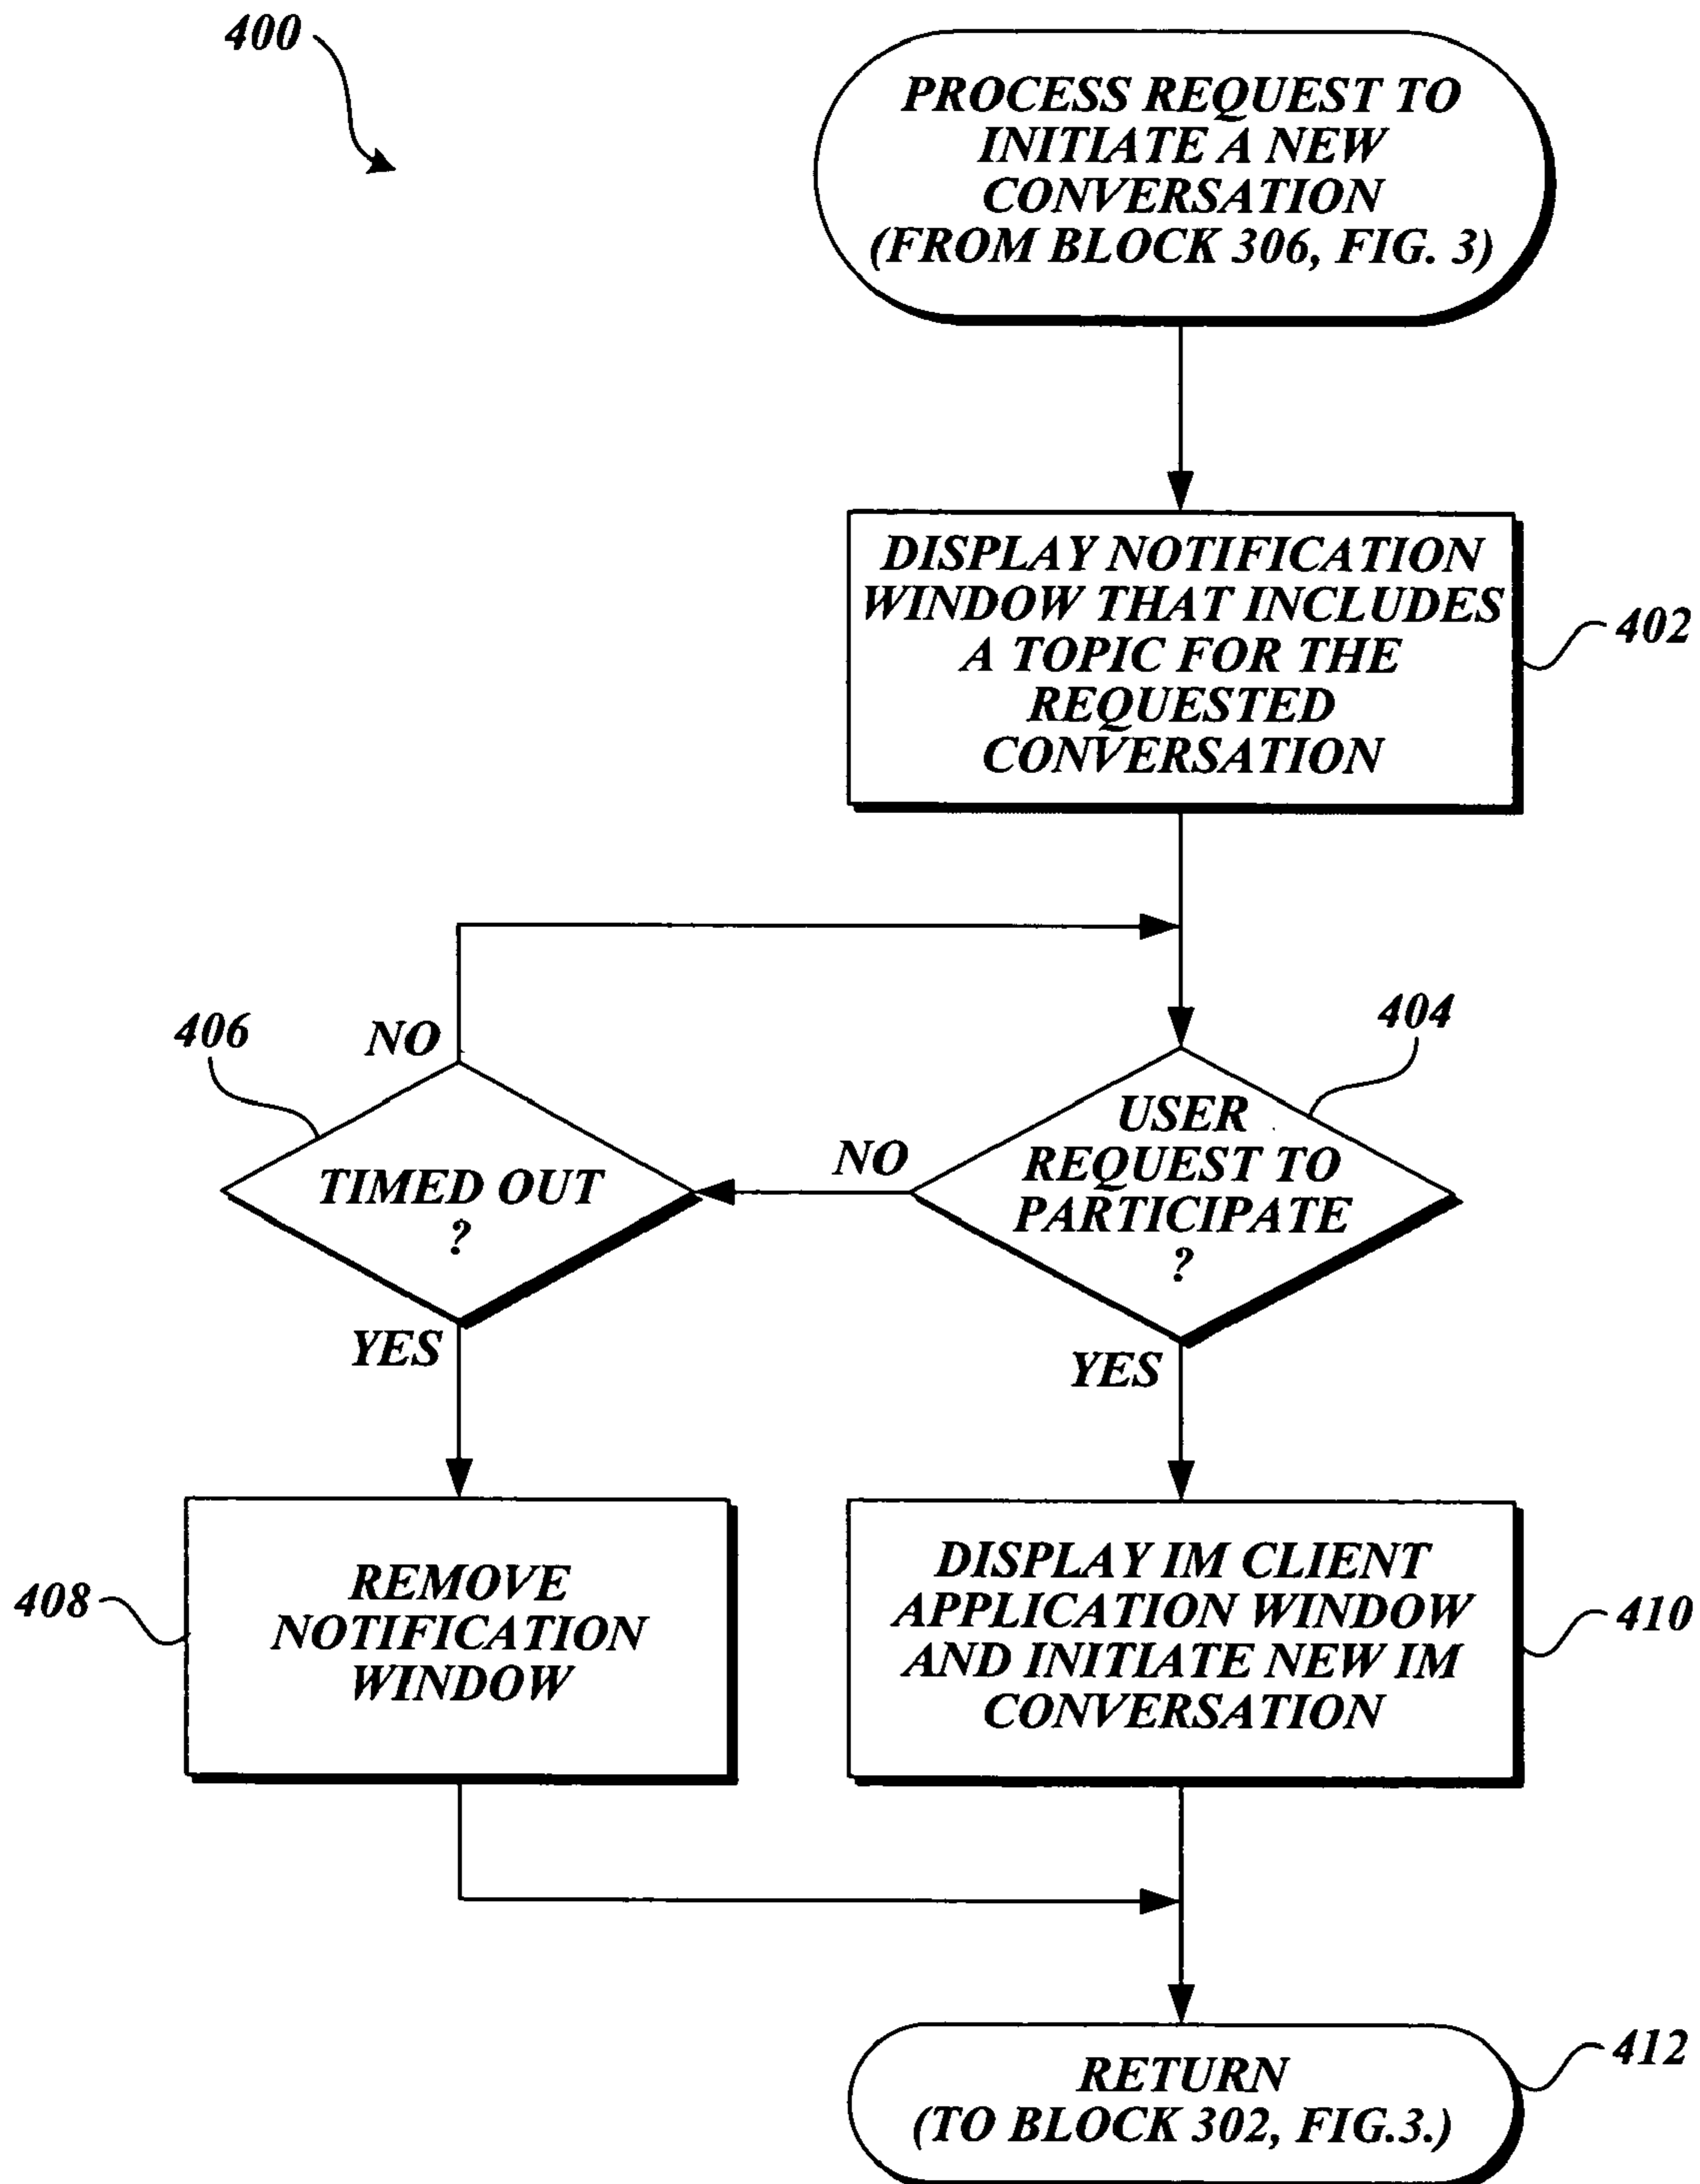 400
PROCESS REQUEST TO
INITIATE A NEW
CONVERSATION
(FROM BLOCK 306, FIG. 3)
DISPLAY NOTIFICATION
WINDOW THAT INCLUDES
A TOPIC FOR THE
REQUESTED
CONVERSATION
402
406
NO
TIMED OUT
?
YES
NO
404
USER
REQUEST TO
PARTICIPATE
?
YES
408
REMOVE
NOTIFICATION
WINDOW
DISPLAY IM CLIENT
APPLICATION WINDOW
AND INITIATE NEW IM
CONVERSATION
410
RETURN
(TO BLOCK 302, FIG.3.)
412